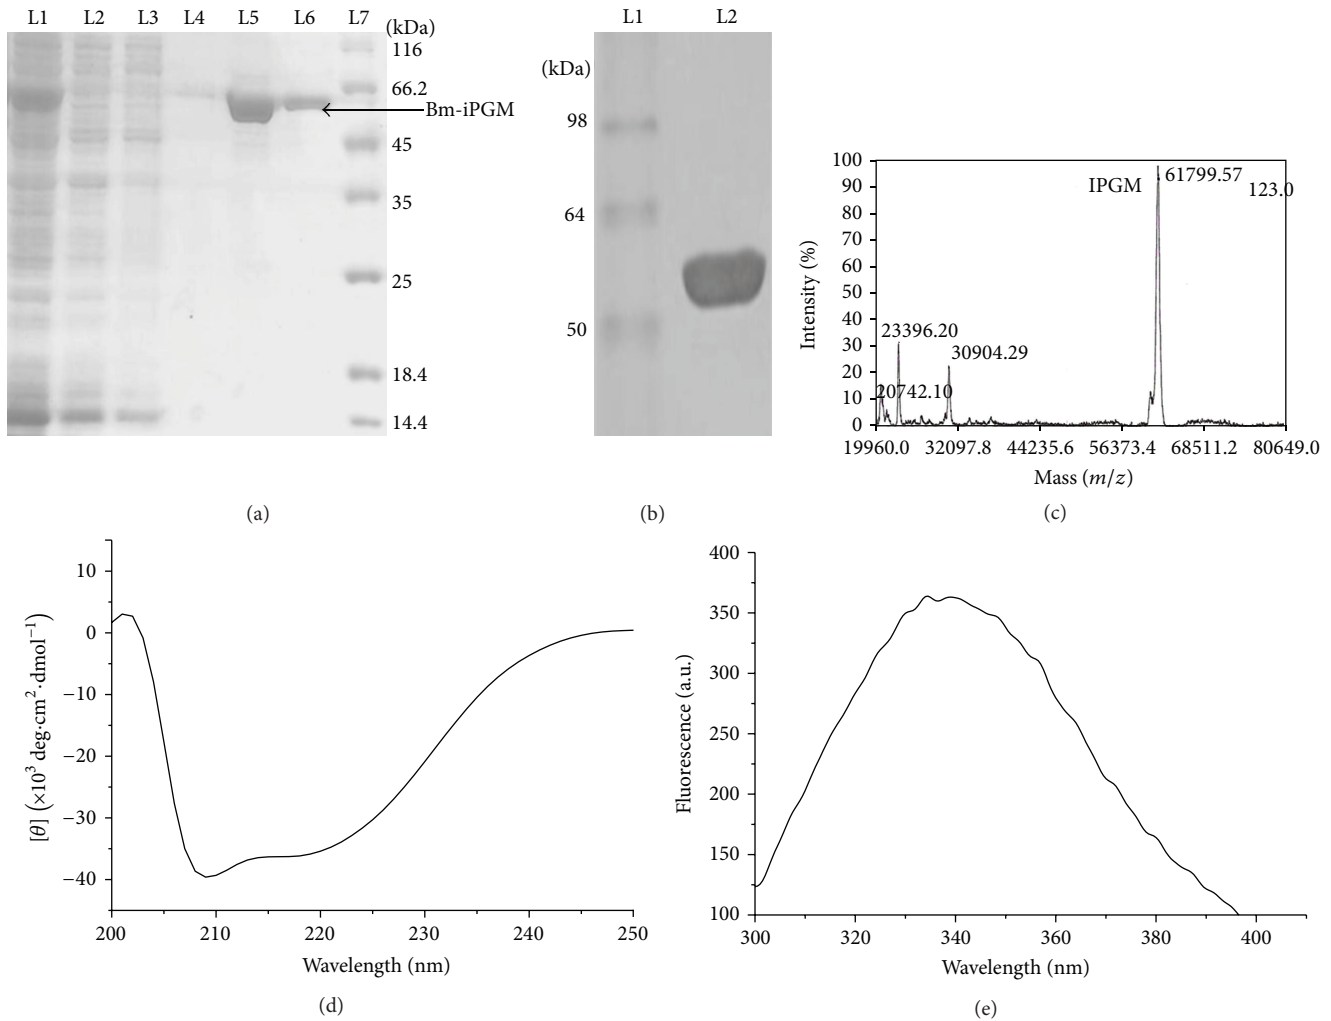 L1 L2 L3 L4 L5 L6 L7
(kDa)
116
66.2
Bm-iPGM
45
35
25
18.4
14.4
(a)
L1 L2
(kDa)
98
64
50
(b)
Intensity (%)
100
90
80
70
60
50
40
30
20
10
0
IPGM
61799.57
123.0
23396.20
30904.29
20742.10
19960.0 32097.8 44235.6 56373.4 68511.2 80649.0
Mass (m/z)
(c)
[θ] (×10³ deg·cm²·dmol⁻¹)
10
0
−10
−20
−30
−40
200 210 220 230 240 250
Wavelength (nm)
(d)
Fluorescence (a.u.)
400
350
300
250
200
150
100
300 320 340 360 380 400
Wavelength (nm)
(e)